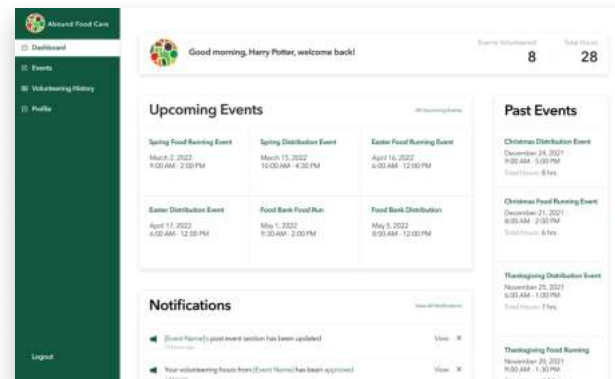 Abound Food Care
Dashboard
Events
Volunteering History
Profile
Logout
Good morning, Harry Potter, welcome back!
Events Volunteered
8
Total Hours
28
Upcoming Events
All Upcoming Events
Spring Food Running Event
March 2, 2022
9:00 AM - 2:00 PM
Spring Distribution Event
March 15, 2022
10:00 AM - 4:30 PM
Easter Food Running Event
April 16, 2022
6:00 AM - 12:00 PM
Easter Distribution Event
April 17, 2022
6:00 AM - 12:00 PM
Food Bank Food Run
May 1, 2022
9:30 AM - 2:00 PM
Food Bank Distribution
May 5, 2022
8:00 AM - 12:00 PM
Notifications
View All Notifications
[Event Name]'s post event section has been updated
View X
Your volunteering hours from [Event Name] has been approved
View X
Past Events
Christmas Distribution Event
December 24, 2021
9:00 AM - 5:00 PM
Total Hours: 8 hrs
Christmas Food Running Event
December 21, 2021
8:00 AM - 2:00 PM
Total Hours: 6 hrs
Thanksgiving Distribution Event
November 25, 2021
6:00 AM - 1:00 PM
Total Hours: 7 hrs
Thanksgiving Food Running
November 20, 2021
9:00 AM - 1:30 PM